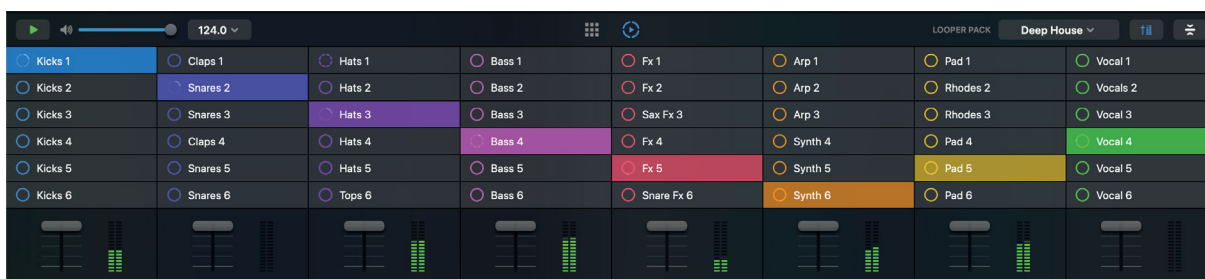 124.0 LOOPER PACK Deep House
Kicks 1 Claps 1 Hats 1 Bass 1 Fx 1 Arp 1 Pad 1 Vocal 1
Kicks 2 Snares 2 Hats 2 Bass 2 Fx 2 Arp 2 Rhodes 2 Vocals 2
Kicks 3 Snares 3 Hats 3 Bass 3 Sax Fx 3 Arp 3 Rhodes 3 Vocal 3
Kicks 4 Claps 4 Hats 4 Bass 4 Fx 4 Synth 4 Pad 4 Vocal 4
Kicks 5 Snares 5 Hats 5 Bass 5 Fx 5 Synth 5 Pad 5 Vocal 5
Kicks 6 Snares 6 Tops 6 Bass 6 Snare Fx 6 Synth 6 Pad 6 Vocal 6